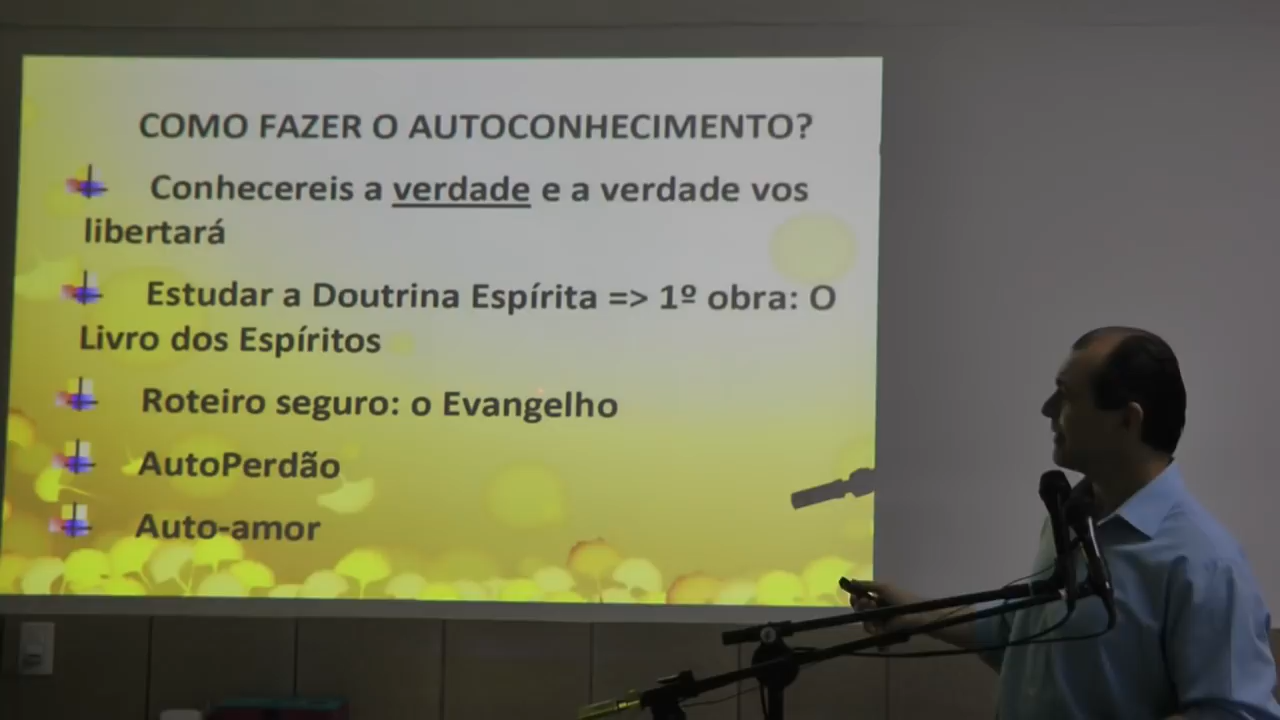 COMO FAZER O AUTOCONHECIMENTO?
Conhecereis a verdade e a verdade vos
libertará
Estudar a Doutrina Espírita => 1º obra: O
Livro dos Espíritos
Roteiro seguro: o Evangelho
AutoPerdão
Auto-amor